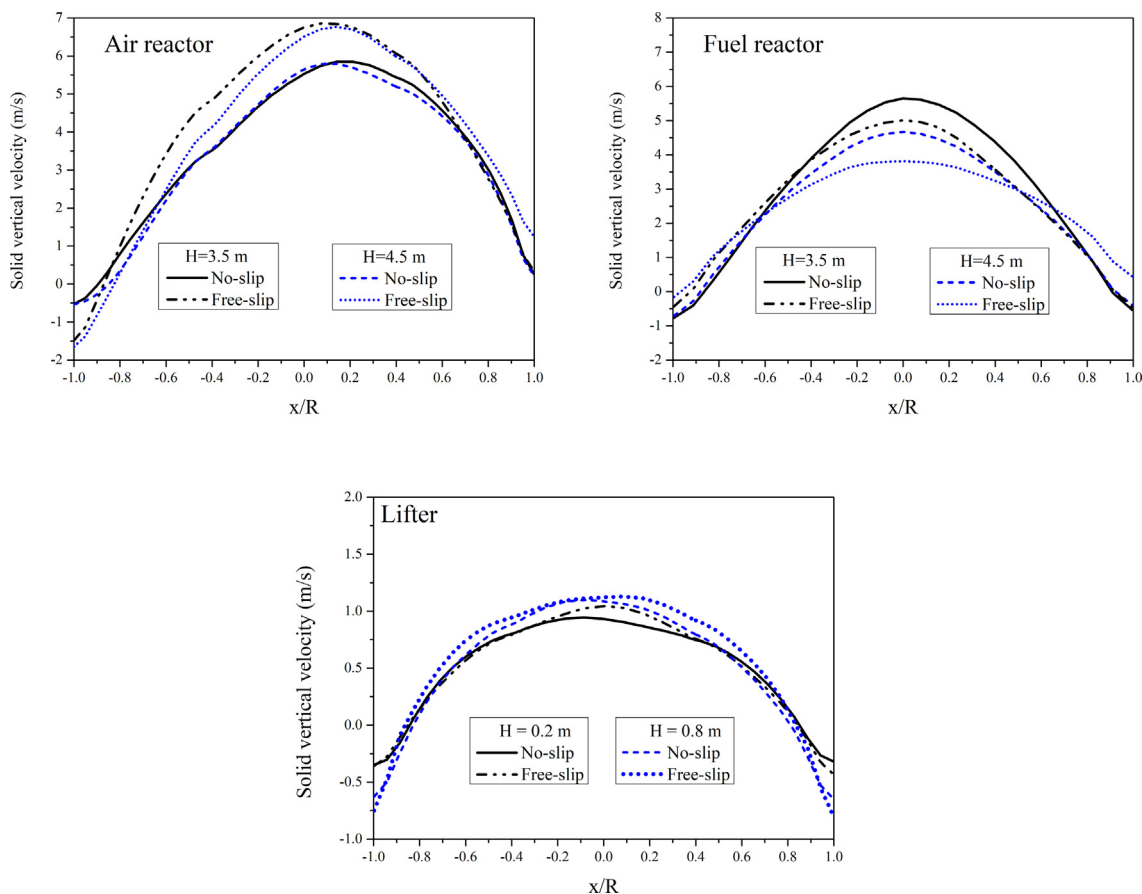 Air reactor
Solid vertical velocity (m/s)
7
6
5
4
3
2
1
0
-1
-2
H=3.5 m
No-slip
Free-slip
H=4.5 m
No-slip
Free-slip
-1.0 -0.8 -0.6 -0.4 -0.2 0.0 0.2 0.4 0.6 0.8 1.0
x/R
Fuel reactor
Solid vertical velocity (m/s)
8
7
6
5
4
3
2
1
0
-1
-2
H=3.5 m
No-slip
Free-slip
H=4.5 m
No-slip
Free-slip
-1.0 -0.8 -0.6 -0.4 -0.2 0.0 0.2 0.4 0.6 0.8 1.0
x/R
Lifter
Solid vertical velocity (m/s)
2.0
1.5
1.0
0.5
0.0
-0.5
-1.0
H = 0.2 m
No-slip
Free-slip
H = 0.8 m
No-slip
Free-slip
-1.0 -0.8 -0.6 -0.4 -0.2 0.0 0.2 0.4 0.6 0.8 1.0
x/R